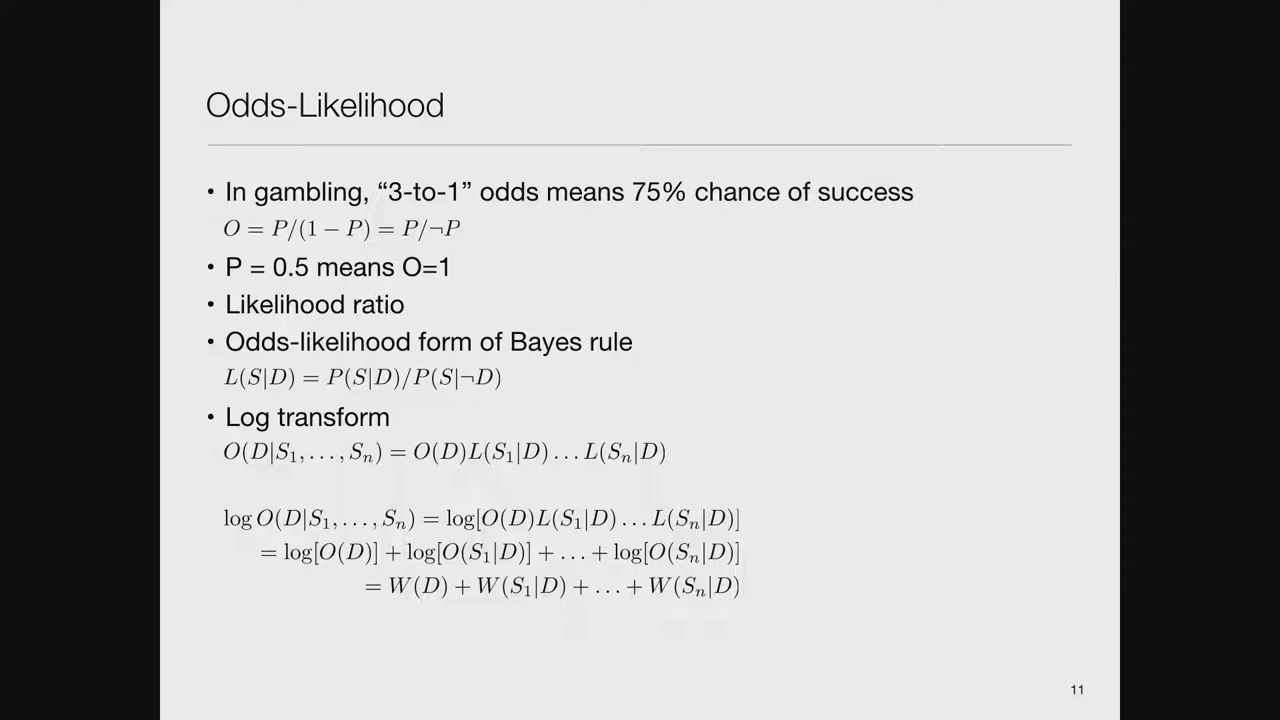 Odds-Likelihood
• In gambling, “3-to-1” odds means 75% chance of success
O = P/(1 − P) = P/¬P
• P = 0.5 means O=1
• Likelihood ratio
• Odds-likelihood form of Bayes rule
L(S|D) = P(S|D)/P(S|¬D)
• Log transform
O(D|S₁, . . . , Sₙ) = O(D)L(S₁|D) . . . L(Sₙ|D)
log O(D|S₁, . . . , Sₙ) = log[O(D)L(S₁|D) . . . L(Sₙ|D)]
= log[O(D)] + log[O(S₁|D)] + . . . + log[O(Sₙ|D)]
= W(D) + W(S₁|D) + . . . + W(Sₙ|D)
11